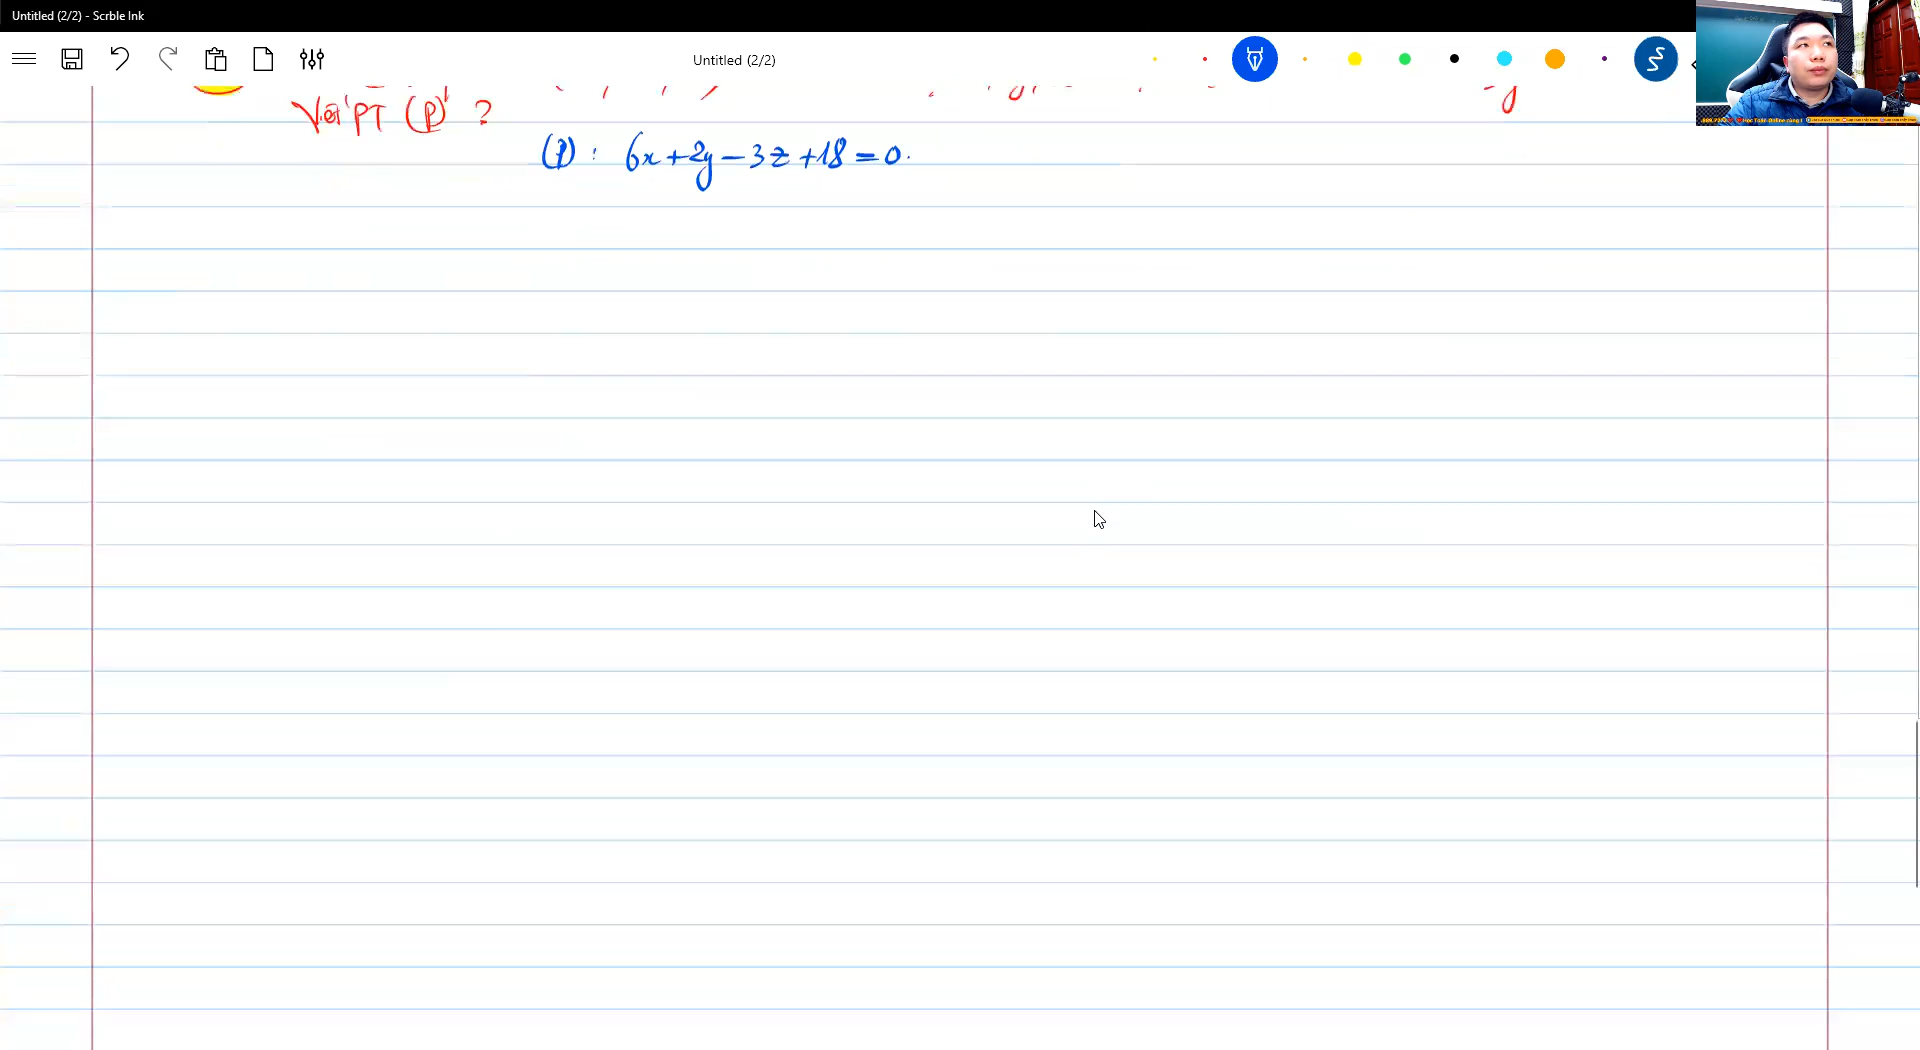 Untitled (2/2) - Scrble Ink
Untitled (2/2)
Viết PT (P) ?
(P) : 6x + 2y - 3z + 18 = 0.